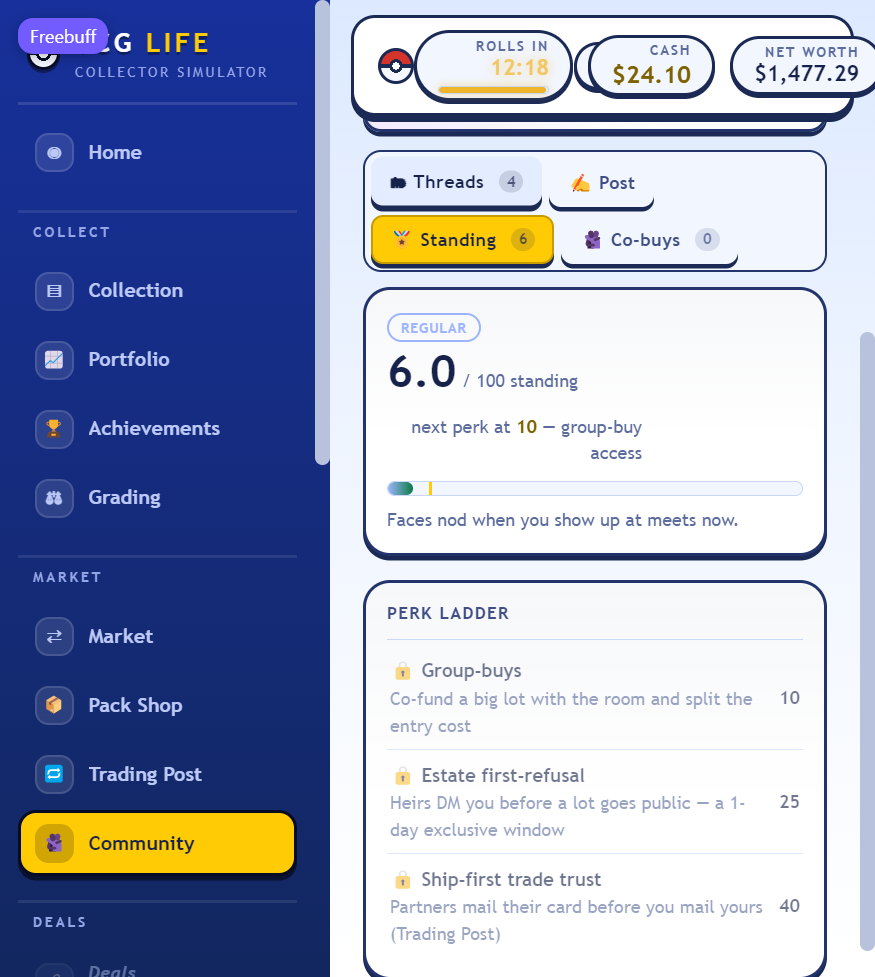 Freebuff
CG LIFE
COLLECTOR SIMULATOR
Home
COLLECT
Collection
Portfolio
Achievements
Grading
MARKET
Market
Pack Shop
Trading Post
Community
DEALS
Deals
ROLLS IN
12:18
CASH
$24.10
NET WORTH
$1,477.29
Threads 4
Post
Standing 6
Co-buys 0
REGULAR
6.0 / 100 standing
next perk at 10 — group-buy
access
Faces nod when you show up at meets now.
PERK LADDER
Group-buys
Co-fund a big lot with the room and split the 10
entry cost
Estate first-refusal
Heirs DM you before a lot goes public — a 1- 25
day exclusive window
Ship-first trade trust
Partners mail their card before you mail yours 40
(Trading Post)